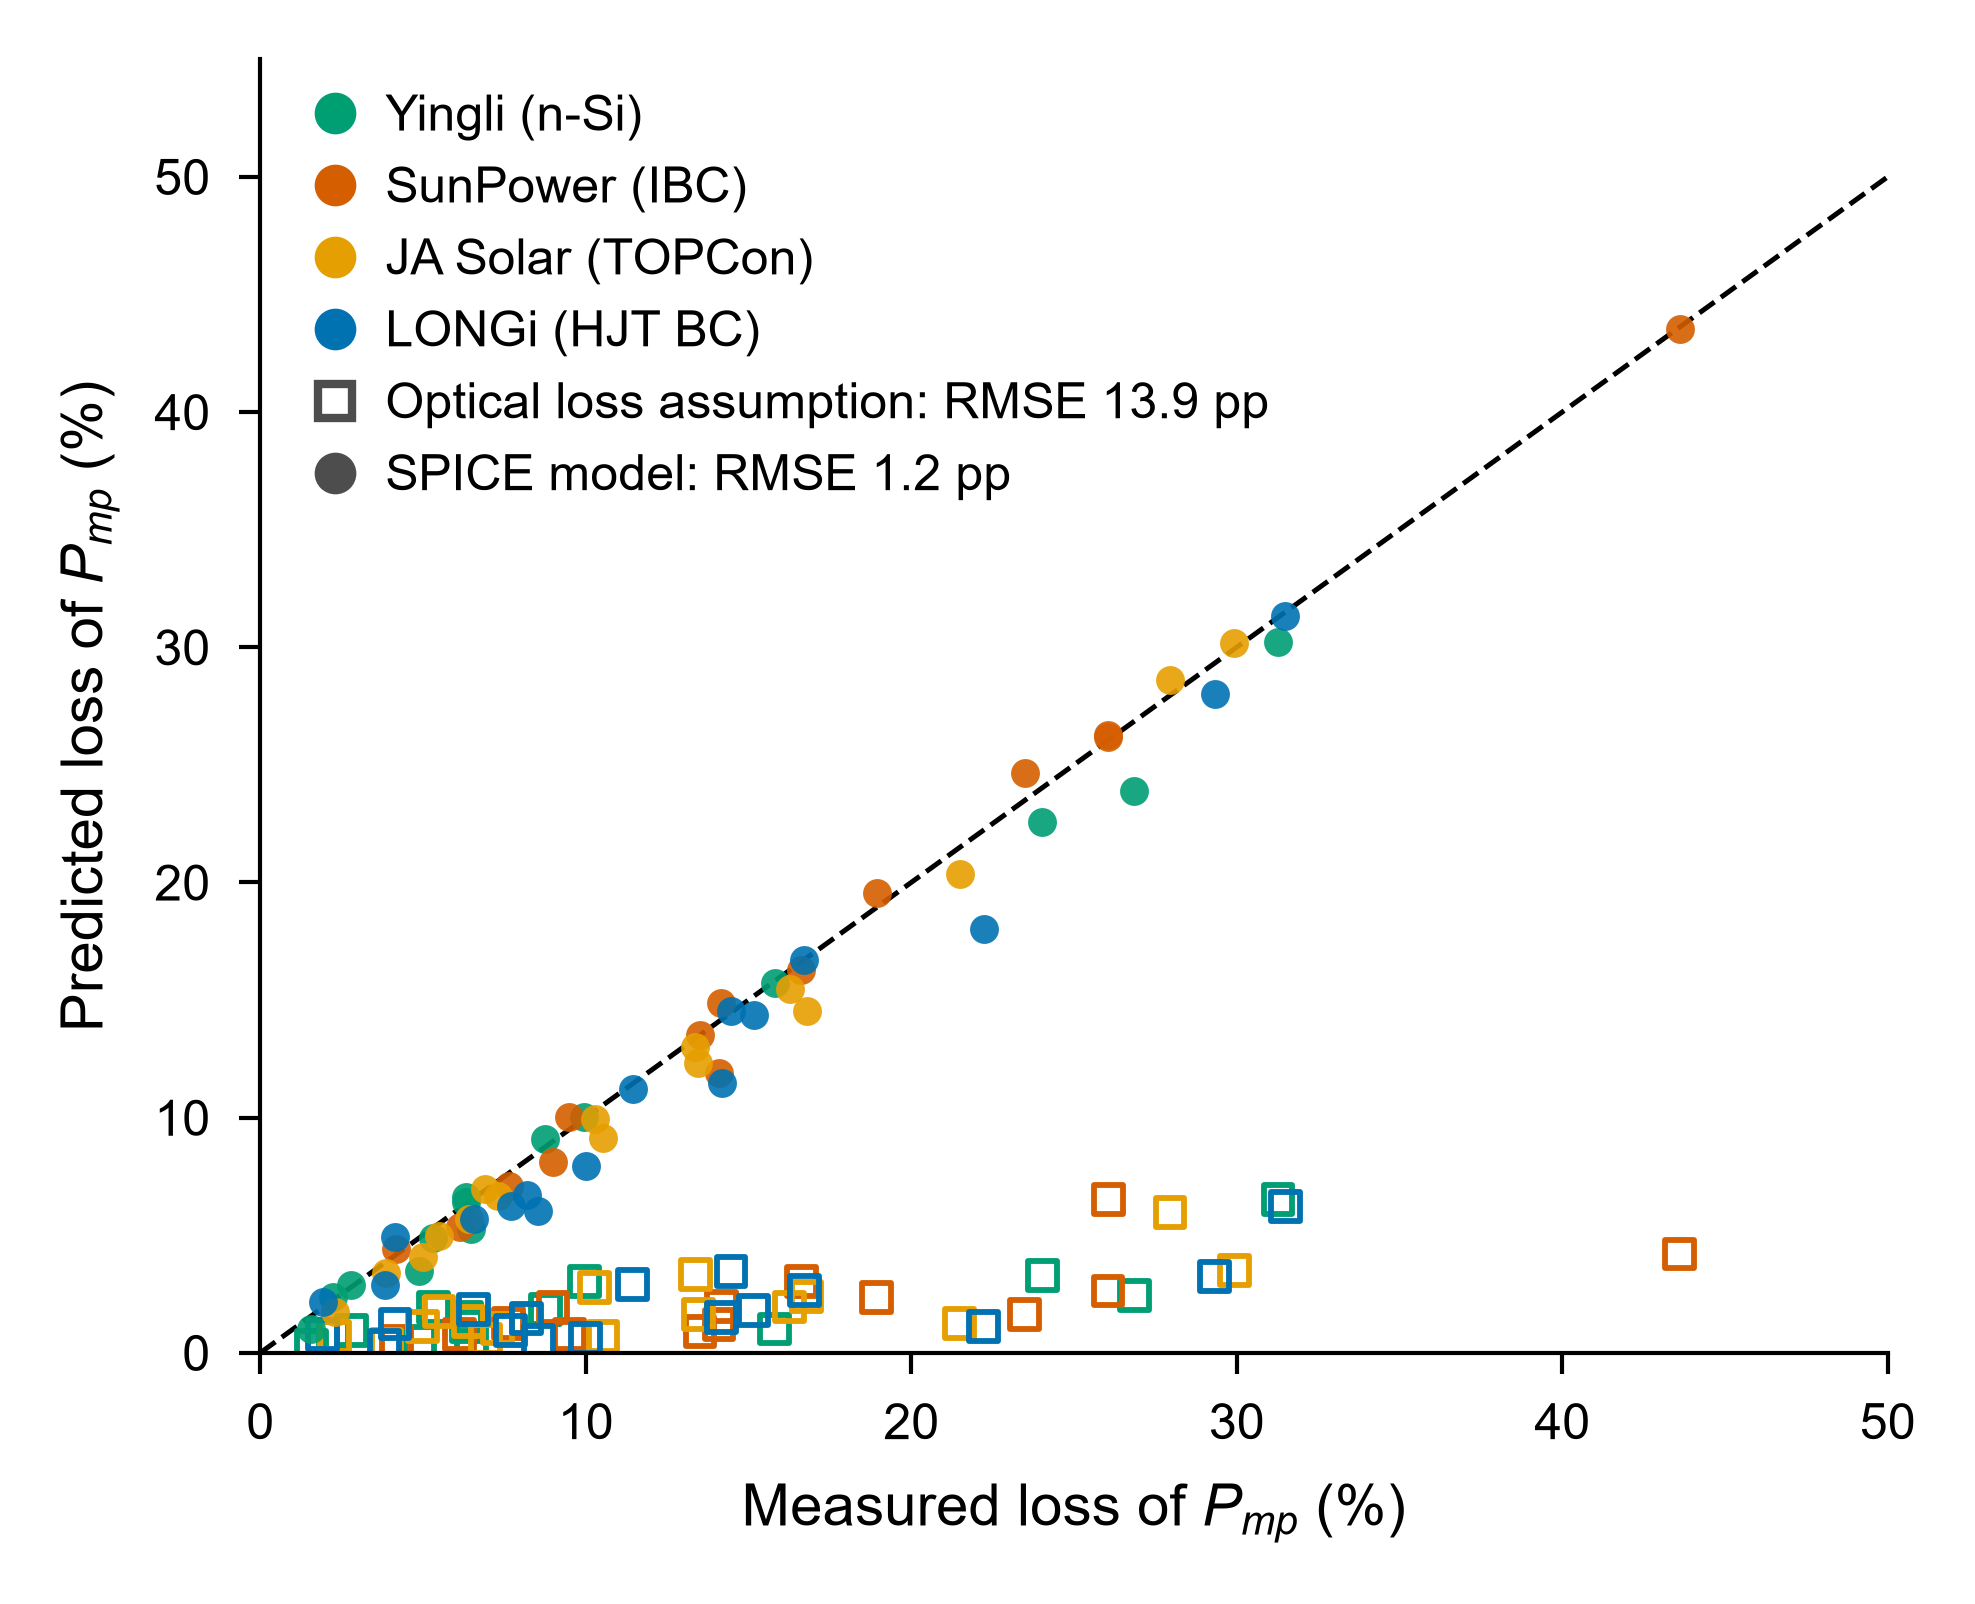 Yingli (n-Si)
SunPower (IBC)
JA Solar (TOPCon)
LONGi (HJT BC)
Optical loss assumption: RMSE 13.9 pp
SPICE model: RMSE 1.2 pp
Predicted loss of Pmp (%)
50
40
30
20
10
0
0 10 20 30 40 50
Measured loss of Pmp (%)